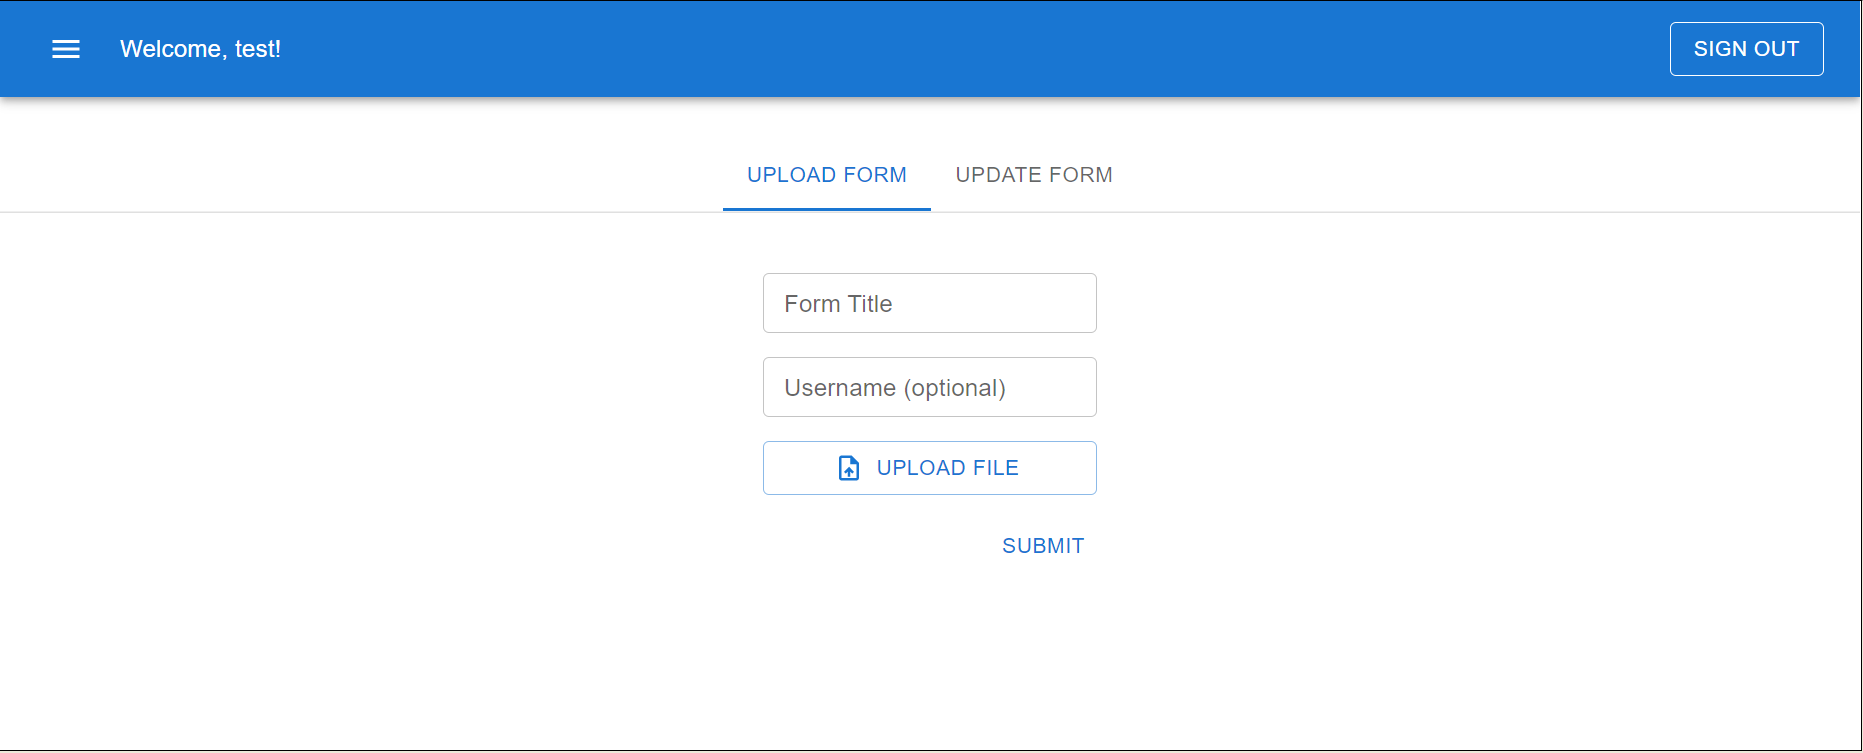 Welcome, test!
SIGN OUT
UPLOAD FORM
UPDATE FORM
Form Title
Username (optional)
UPLOAD FILE
SUBMIT